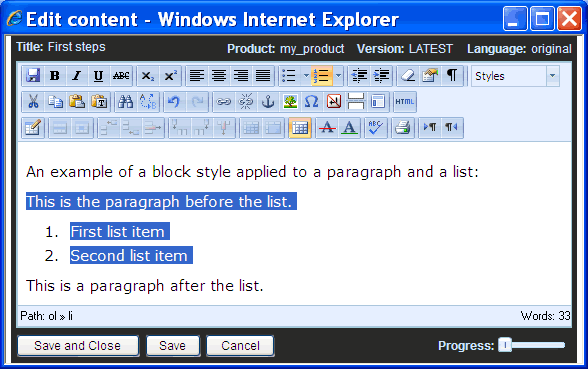 Edit content - Windows Internet Explorer
Title: First steps Product: my_product Version: LATEST Language: original
B I U ABC x₂ x² Styles
HTML
A A ABC
An example of a block style applied to a paragraph and a list:
This is the paragraph before the list.
1. First list item
2. Second list item
This is a paragraph after the list.
Path: ol » li Words: 33
Save and Close Save Cancel Progress: